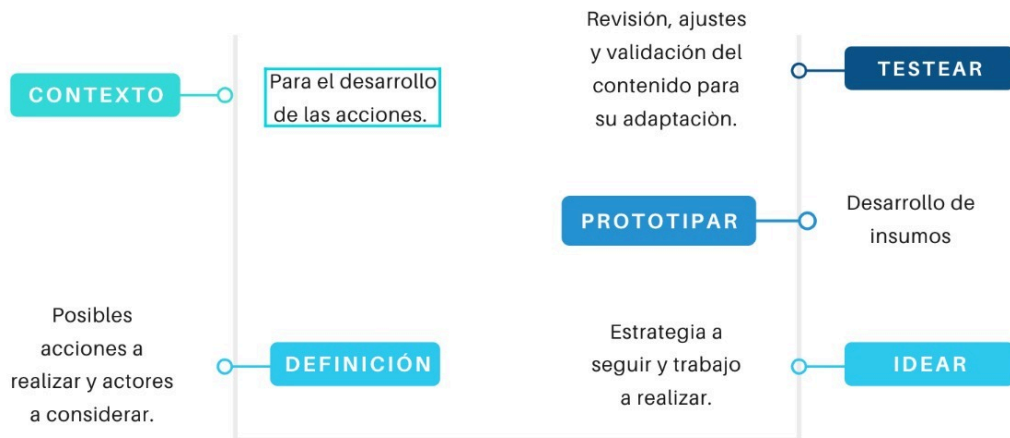 CONTEXTO
Para el desarrollo
de las acciones.
Posibles
acciones a
realizar y actores
a considerar.
DEFINICIÓN
Revisión, ajustes
y validación del
contenido para
su adaptaciòn.
TESTEAR
PROTOTIPAR
Desarrollo de
insumos
Estrategia a
seguir y trabajo
a realizar.
IDEAR